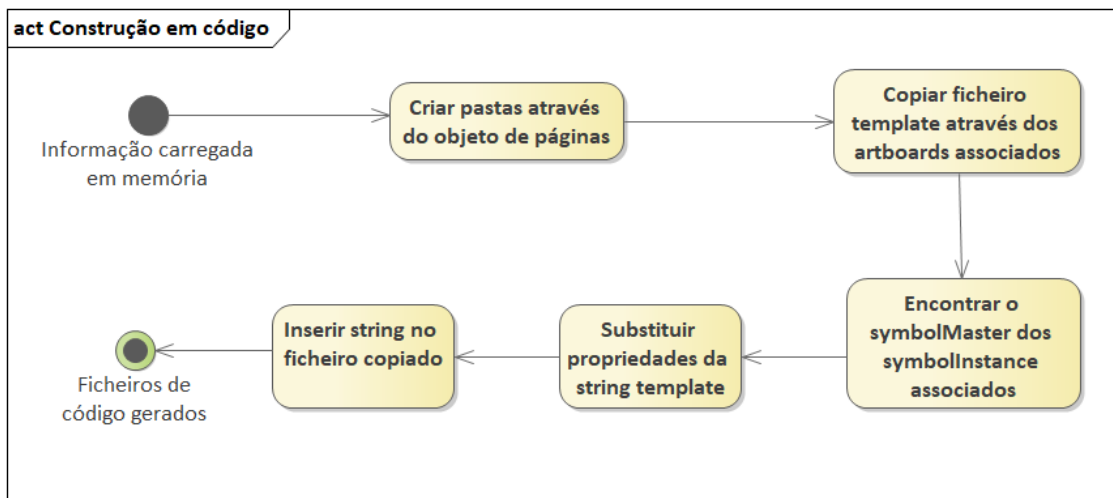 act Construção em código
Informação carregada
em memória
Criar pastas através
do objeto de páginas
Copiar ficheiro
template através dos
artboards associados
Encontrar o
symbolMaster dos
symbolInstance
associados
Substituir
propriedades da
string template
Inserir string no
ficheiro copiado
Ficheiros de
código gerados